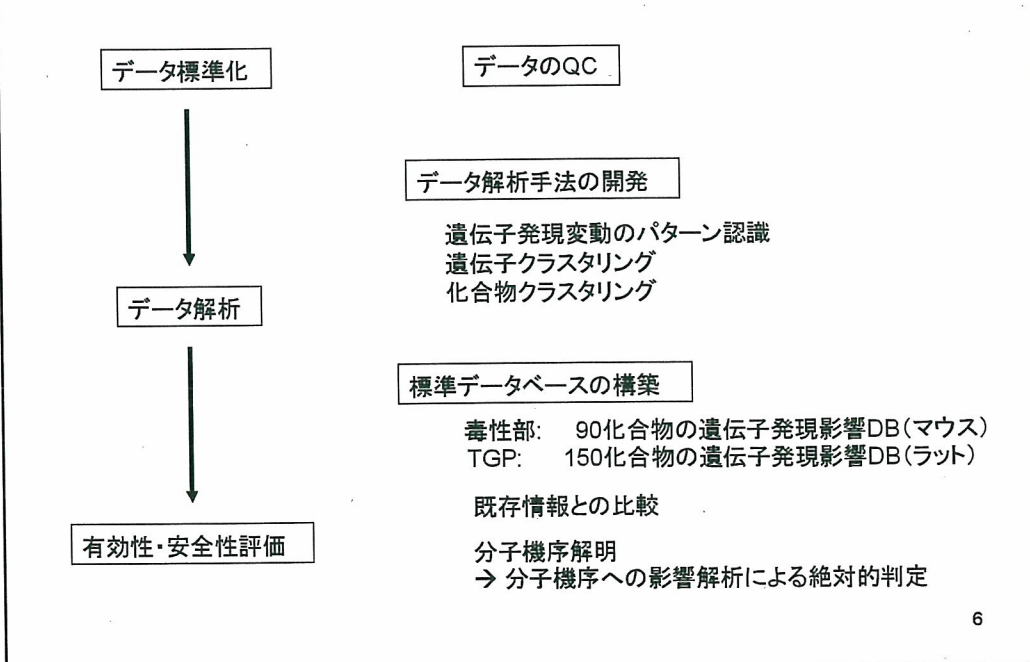 データ標準化
データのQC
データ解析手法の開発
遺伝子発現変動のパターン認識
遺伝子クラスタリング
化合物クラスタリング
データ解析
標準データベースの構築
毒性部: 90化合物の遺伝子発現影響DB(マウス)
TGP: 150化合物の遺伝子発現影響DB(ラット)
既存情報との比較
有効性・安全性評価
分子機序解明
→ 分子機序への影響解析による絶対的判定
6